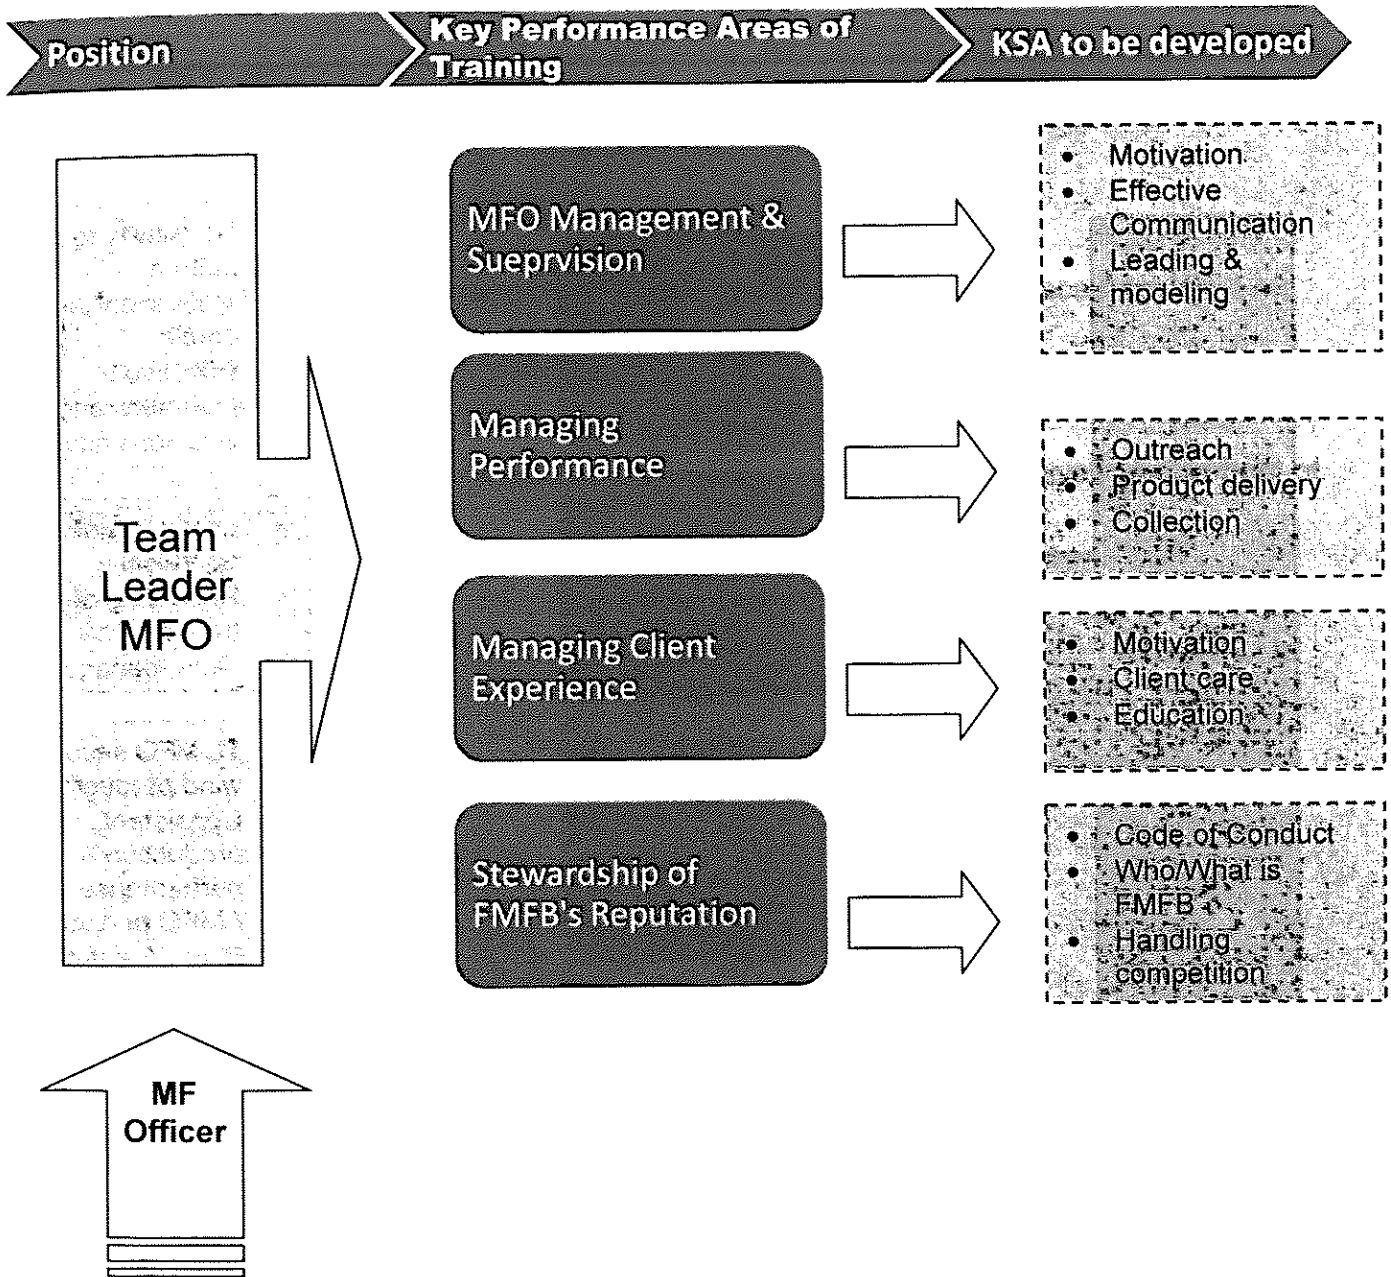 Position
Key Performance Areas of
Training
KSA to be developed
Team
Leader
MFO
MF
Officer
MFO Management &
Sueprvision
• Motivation
• Effective
Communication
• Leading &
modeling
Managing
Performance
• Outreach
• Product delivery
• Collection
Managing Client
Experience
• Motivation
• Client care
• Education
Stewardship of
FMFB's Reputation
• Code of Conduct
• Who/What is
FMFB
• Handling
competition